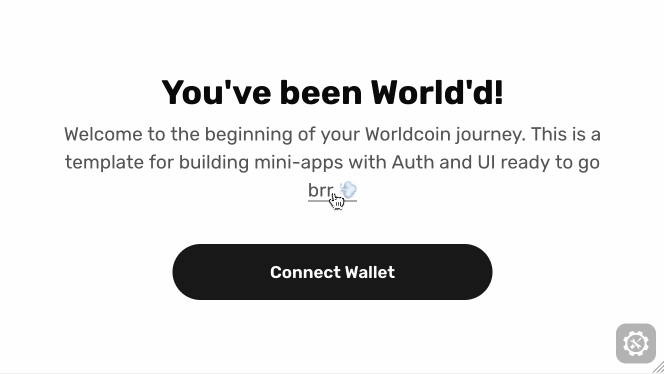 You've been World'd!
Welcome to the beginning of your Worldcoin journey. This is a
template for building mini-apps with Auth and UI ready to go
brr 💨
Connect Wallet